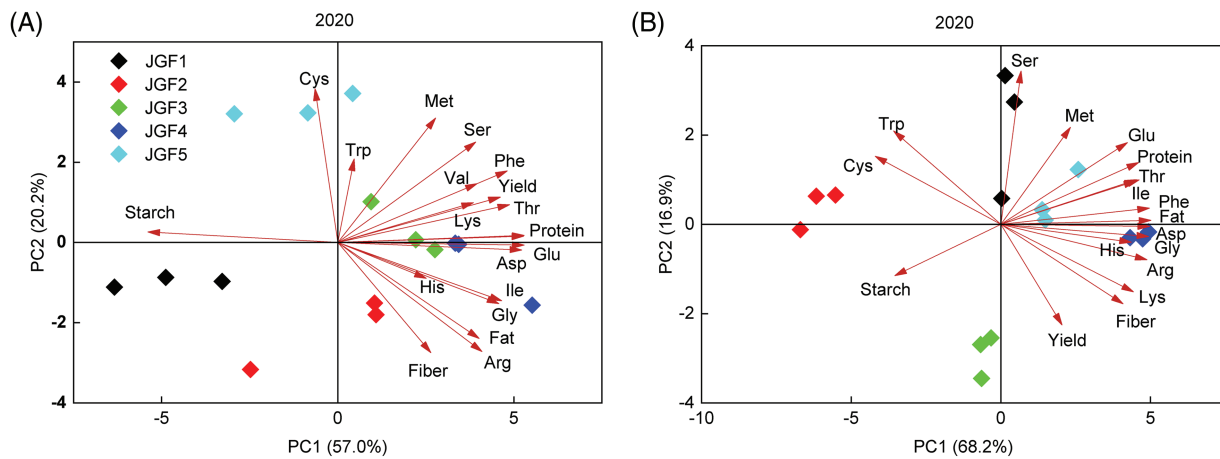 (A)
2020
JGF1
JGF2
JGF3
JGF4
JGF5
Cys
Met
Ser
Trp
Phe
Val
Yield
Lys
Thr
Starch
Protein
Glu
Asp
His
Ile
Gly
Fat
Arg
Fiber
4
2
0
-2
-4
-5
0
5
PC2 (20.2%)
PC1 (57.0%)
(B)
2020
Ser
Met
Trp
Glu
Cys
Protein
Thr
Ile
Phe
Fat
Asp
His
Gly
Arg
Starch
Lys
Fiber
Yield
4
2
0
-2
-4
-10
-5
0
5
PC2 (16.9%)
PC1 (68.2%)